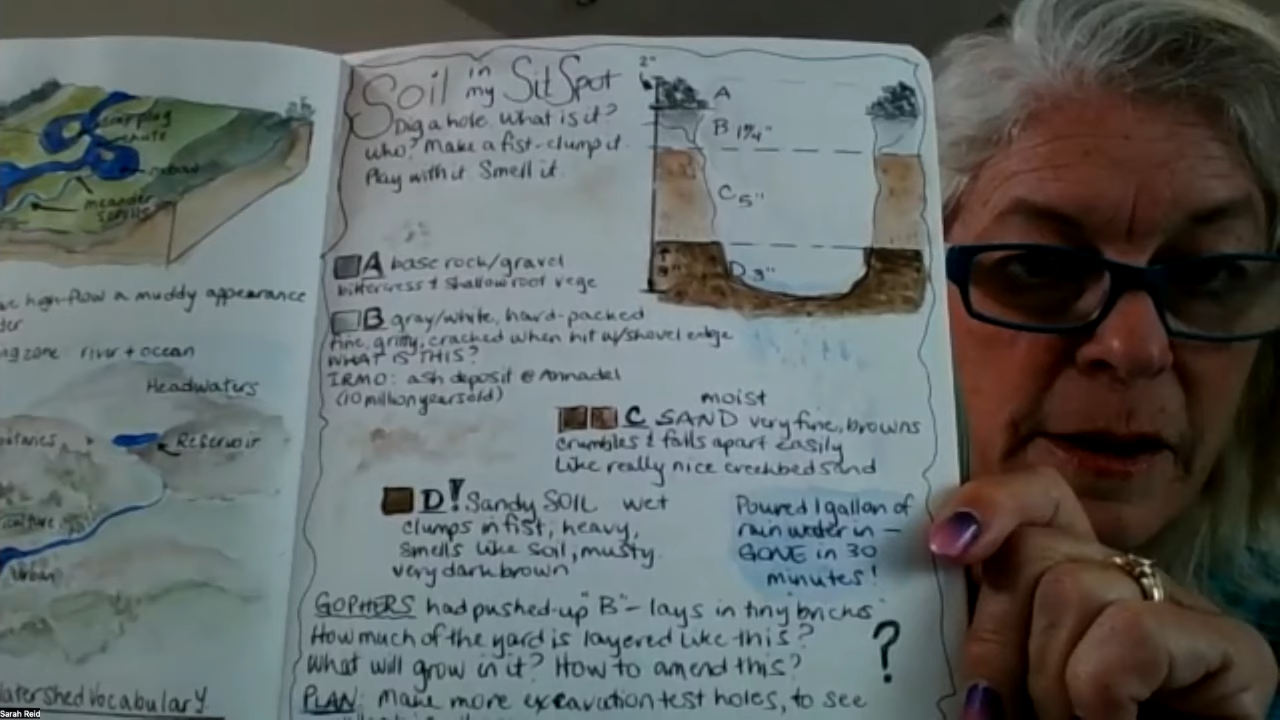 meander
scrolls
high-flow a muddy appearance
zone: river + ocean
Headwaters
Reservoir
Urban
Watershed Vocabulary
Soil in my Sit Spot
Dig a hole. What is it?
Who? Make a fist-clump it.
Play with it. Smell it.
2"
A
B 1¾"
C 5"
D 3"
A base rock/gravel
bittercress & shallow root vege
B gray/white, hard-packed
fine, gritty, cracked when hit w/shovel edge
WHAT IS THIS?
IRMO: ash deposit @ Annadel
(10 million years old)
moist
C SAND very fine, browns
crumbles & falls apart easily
Like really nice creekbed sand
D! Sandy SOIL wet
clumps in fist, heavy,
smells like soil, musty
very dark brown
Poured 1 gallon of
rain water in —
GONE in 30
minutes!
GOPHERS had pushed-up "B" - lays in tiny bricks
How much of the yard is layered like this?
What will grow in it? How to amend this?
?
PLAN: Make more excavation test holes, to see
Sarah Reid